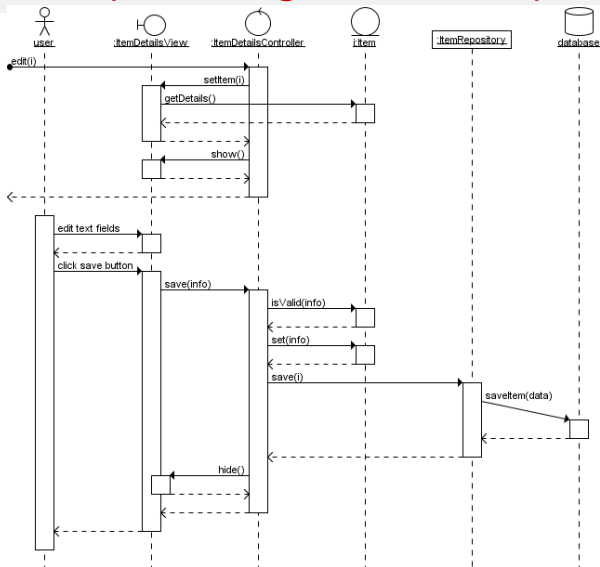 user
:ItemDetailsView
:ItemDetailsController
i:Item
:ItemRepository
database
edit(i)
setItem(i)
getDetails()
show()
edit text fields
click save button
save(info)
isValid(info)
set(info)
save(i)
saveItem(data)
hide()